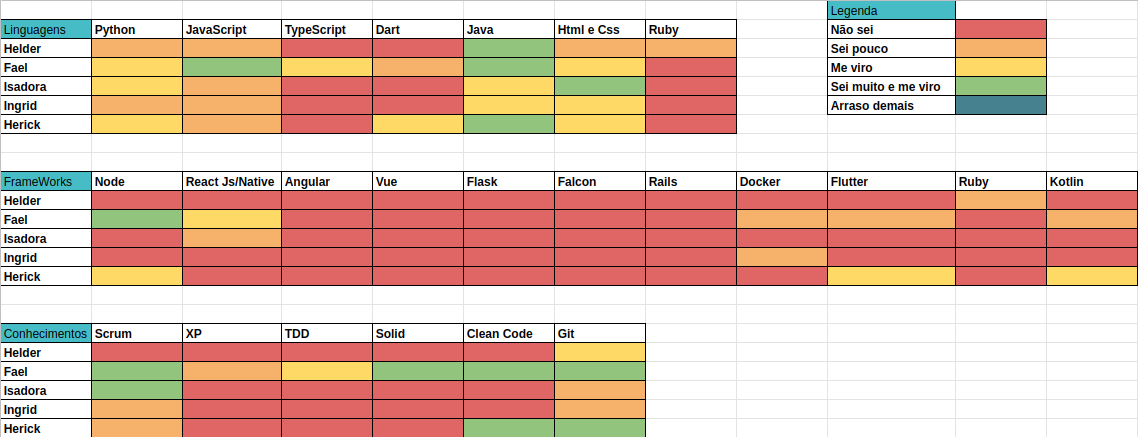 Legenda
Linguagens Python JavaScript TypeScript Dart Java Html e Css Ruby Não sei
Helder Sei pouco
Fael Me viro
Isadora Sei muito e me viro
Ingrid Arraso demais
Herick
FrameWorks Node React Js/Native Angular Vue Flask Falcon Rails Docker Flutter Ruby Kotlin
Helder
Fael
Isadora
Ingrid
Herick
Conhecimentos Scrum XP TDD Solid Clean Code Git
Helder
Fael
Isadora
Ingrid
Herick